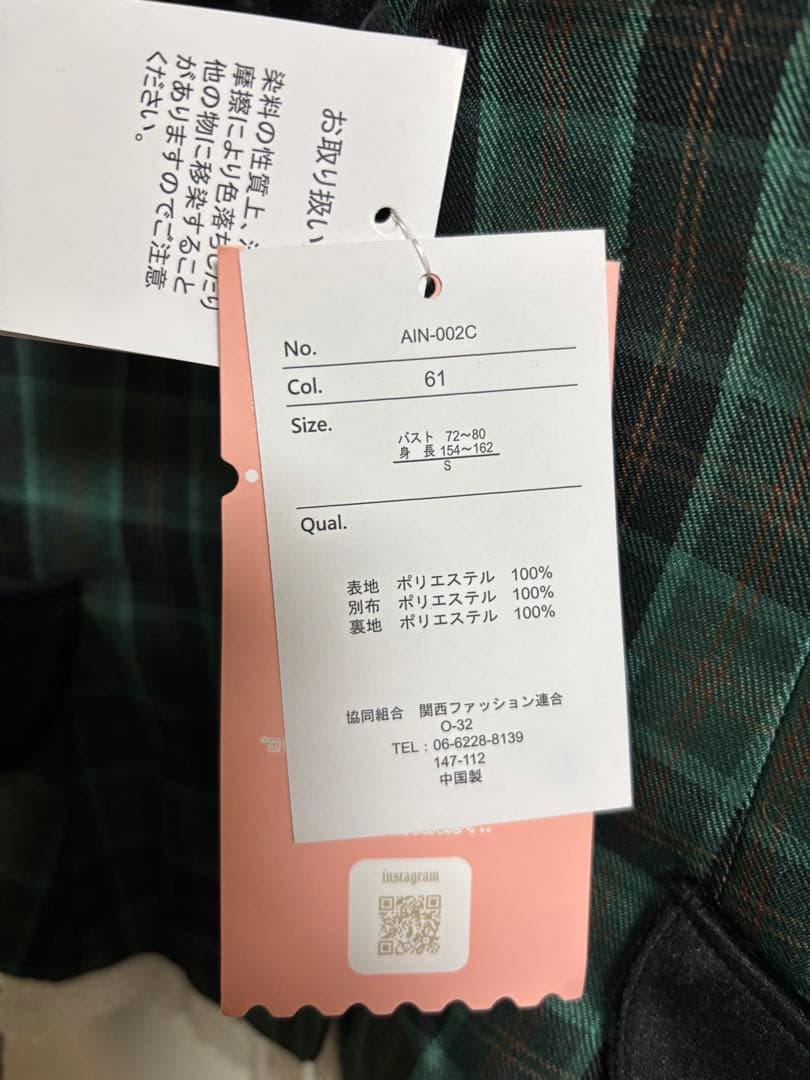 お取り扱い
染料の性質上、
摩擦により色落ちしたり
他の物に移染すること
がありますのでご注意
ください。
No. AIN-002C
Col. 61
Size.
バスト 72〜80
身 長 154〜162
S
Qual.
表地 ポリエステル 100%
別布 ポリエステル 100%
裏地 ポリエステル 100%
協同組合 関西ファッション連合
O-32
TEL：06-6228-8139
147-112
中国製
instagram